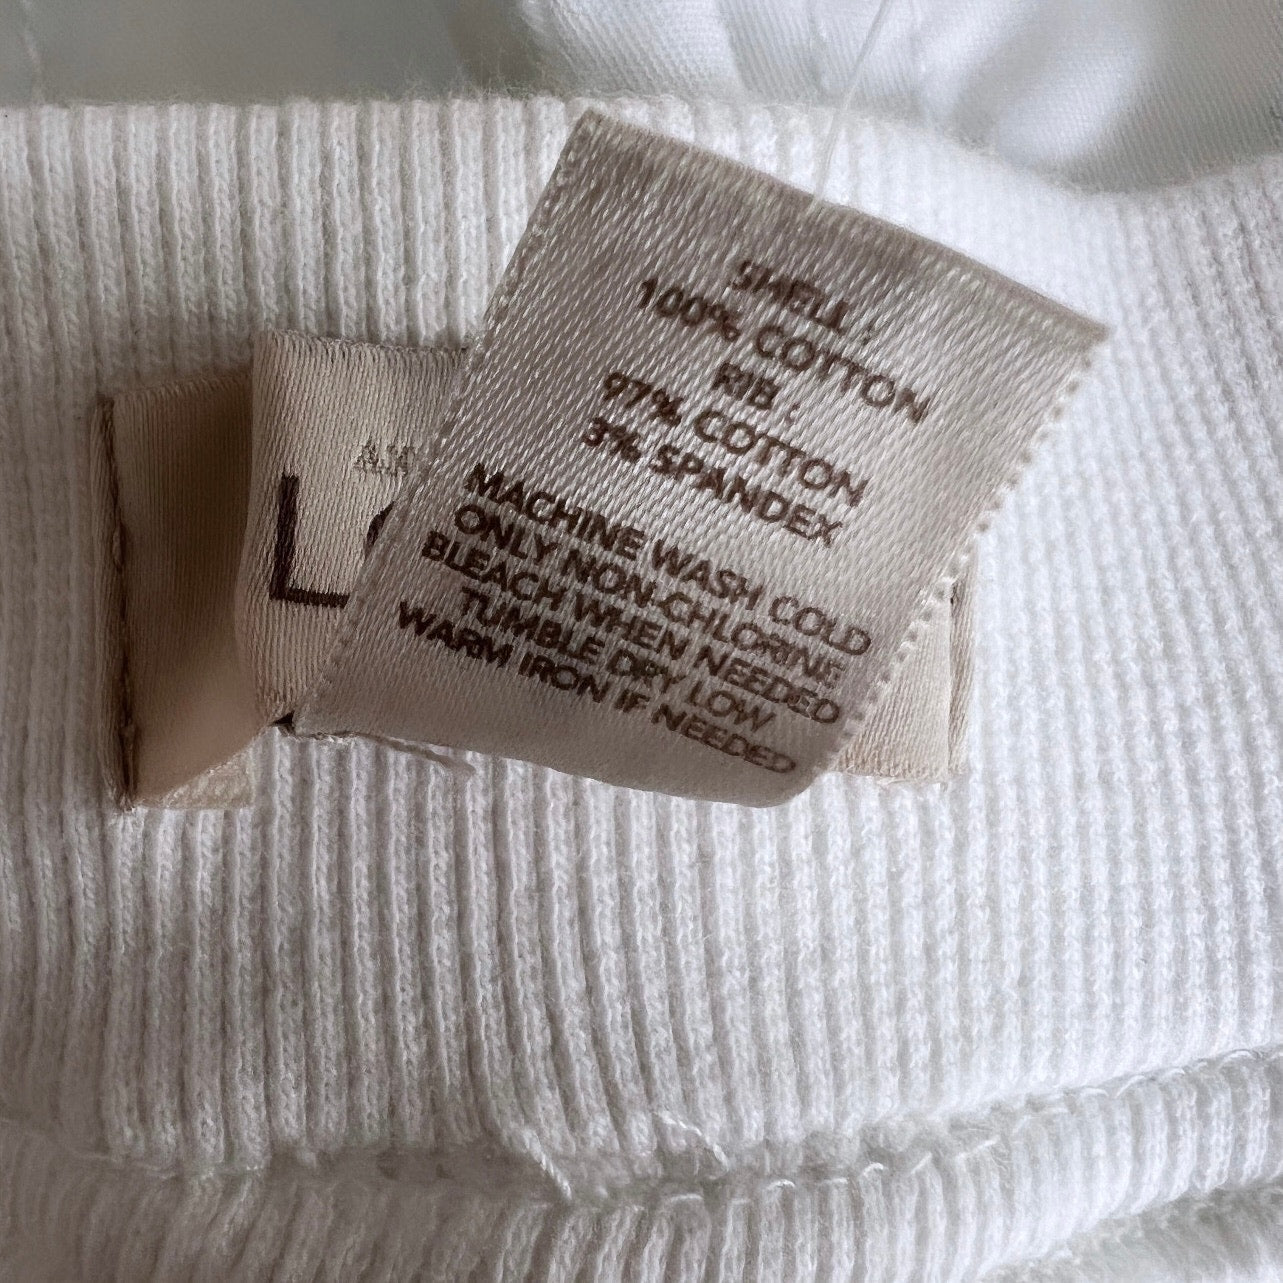 SHELL :
100% COTTON
RIB :
97% COTTON
3% SPANDEX
MACHINE WASH COLD
ONLY NON-CHLORINE
BLEACH WHEN NEEDED
TUMBLE DRY LOW
WARM IRON IF NEEDED